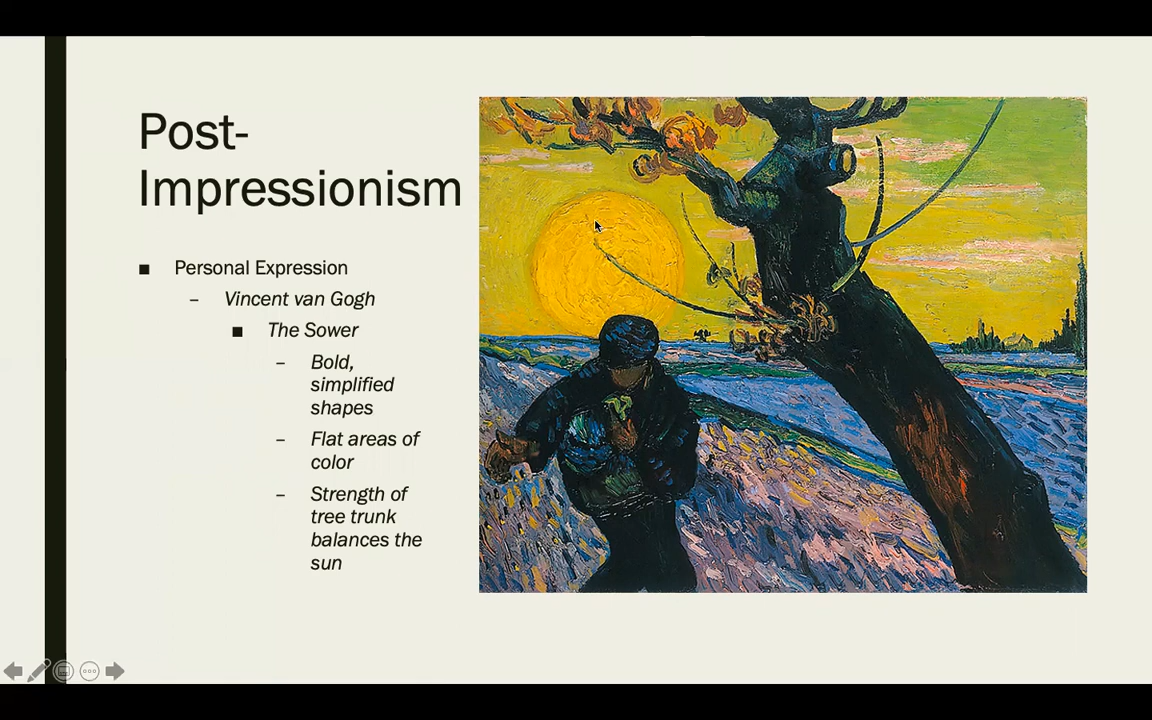 Post-
Impressionism
■ Personal Expression
– Vincent van Gogh
■ The Sower
– Bold,
simplified
shapes
– Flat areas of
color
– Strength of
tree trunk
balances the
sun